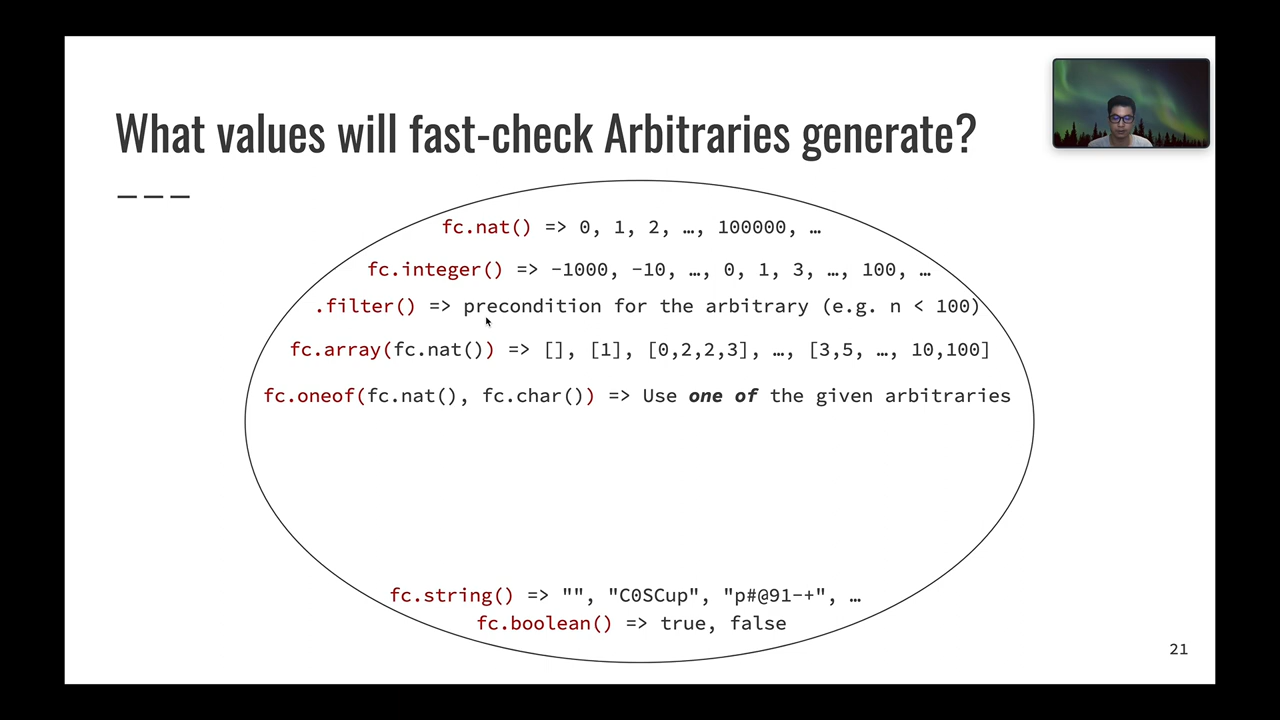 What values will fast-check Arbitraries generate?
fc.nat() => 0, 1, 2, …, 100000, …
fc.integer() => -1000, -10, …, 0, 1, 3, …, 100, …
.filter() => precondition for the arbitrary (e.g. n < 100)
fc.array(fc.nat()) => [], [1], [0,2,2,3], …, [3,5, …, 10,100]
fc.oneof(fc.nat(), fc.char()) => Use one of the given arbitraries
fc.string() => "", "C0SCup", "p#@91-+", …
fc.boolean() => true, false
21